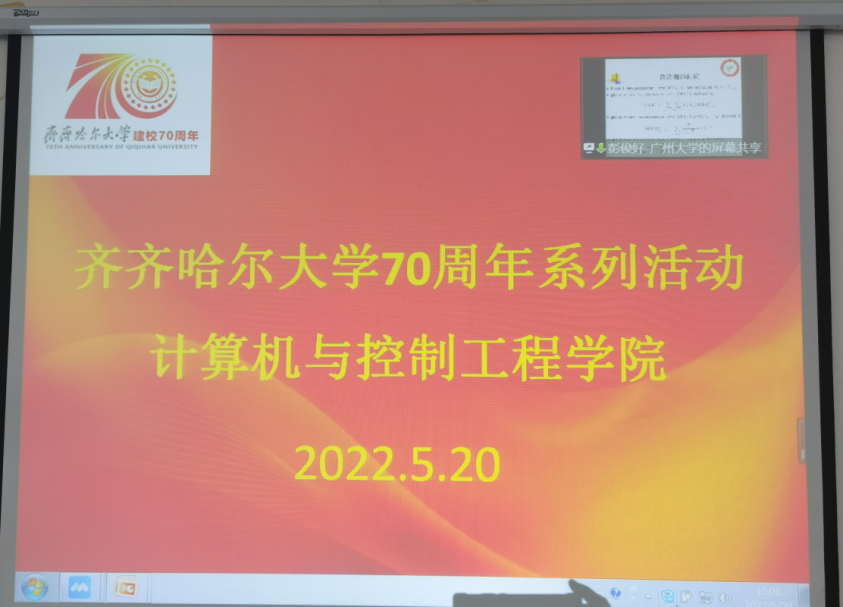 齐齐哈尔大学 建校70周年
70TH ANNIVERSARY OF QIQIHAR UNIVERSITY
彭俊好-广州大学的屏幕共享
齐齐哈尔大学70周年系列活动
计算机与控制工程学院
2022.5.20